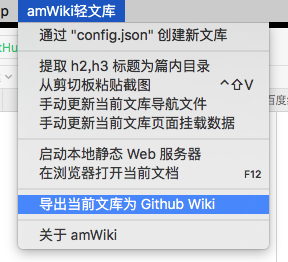 p
amWiki轻文库
通过 "config.json" 创建新文库
提取 h2,h3 标题为篇内目录
从剪切板粘贴截图 ^⇧V
手动更新当前文库导航文件
手动更新当前文库页面挂载数据
启动本地静态 Web 服务器
在浏览器打开当前文档 F12
导出当前文库为 Github Wiki
关于 amWiki